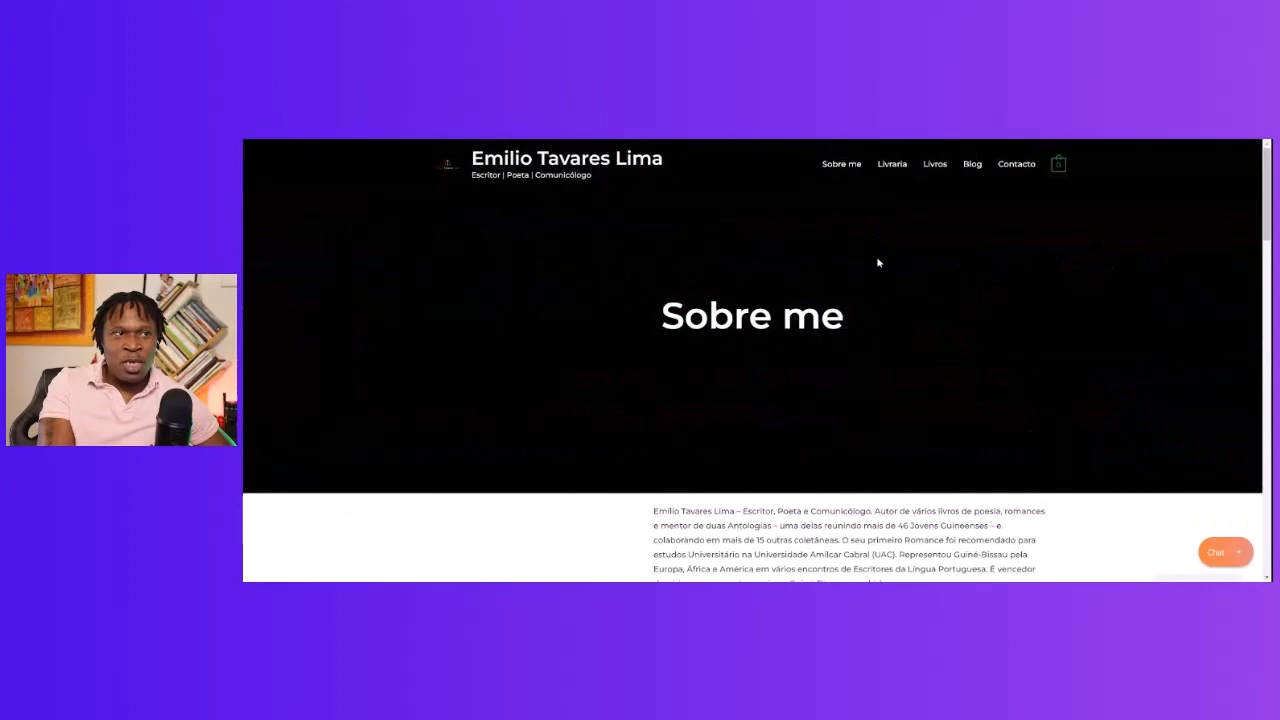 Emilio Tavares Lima
Escritor | Poeta | Comunicólogo
Sobre me
Livraria
Livros
Blog
Contacto
0
Sobre me
Emílio Tavares Lima – Escritor, Poeta e Comunicólogo. Autor de vários livros de poesia, romances
e mentor de duas Antologias – uma delas reunindo mais de 46 Jovens Guineenses – e
colaborando em mais de 15 outras coletâneas. O seu primeiro Romance foi recomendado para
estudos Universitário na Universidade Amílcar Cabral (UAC). Representou Guiné-Bissau pela
Europa, África e América em vários encontros de Escritores da Língua Portuguesa. É vencedor
Chat